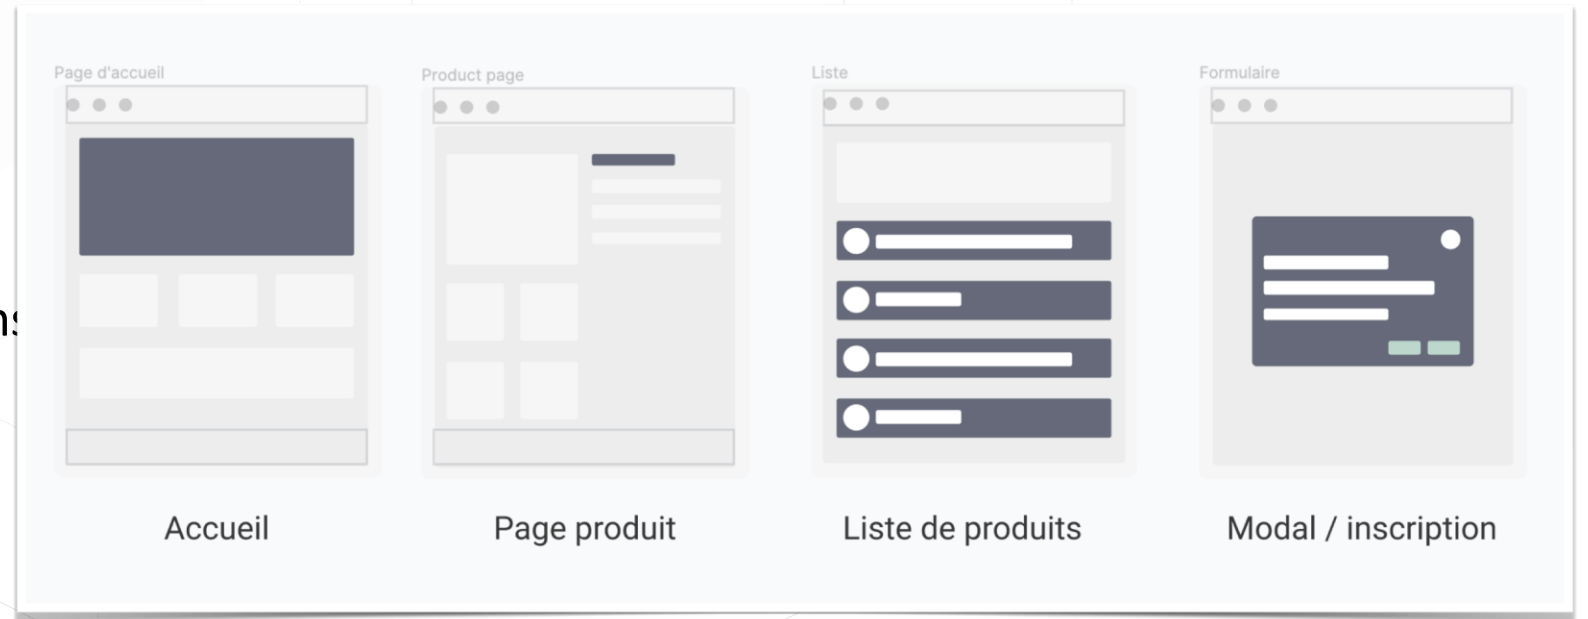 Page d'accueil
Product page
Liste
Formulaire
Accueil
Page produit
Liste de produits
Modal / inscription